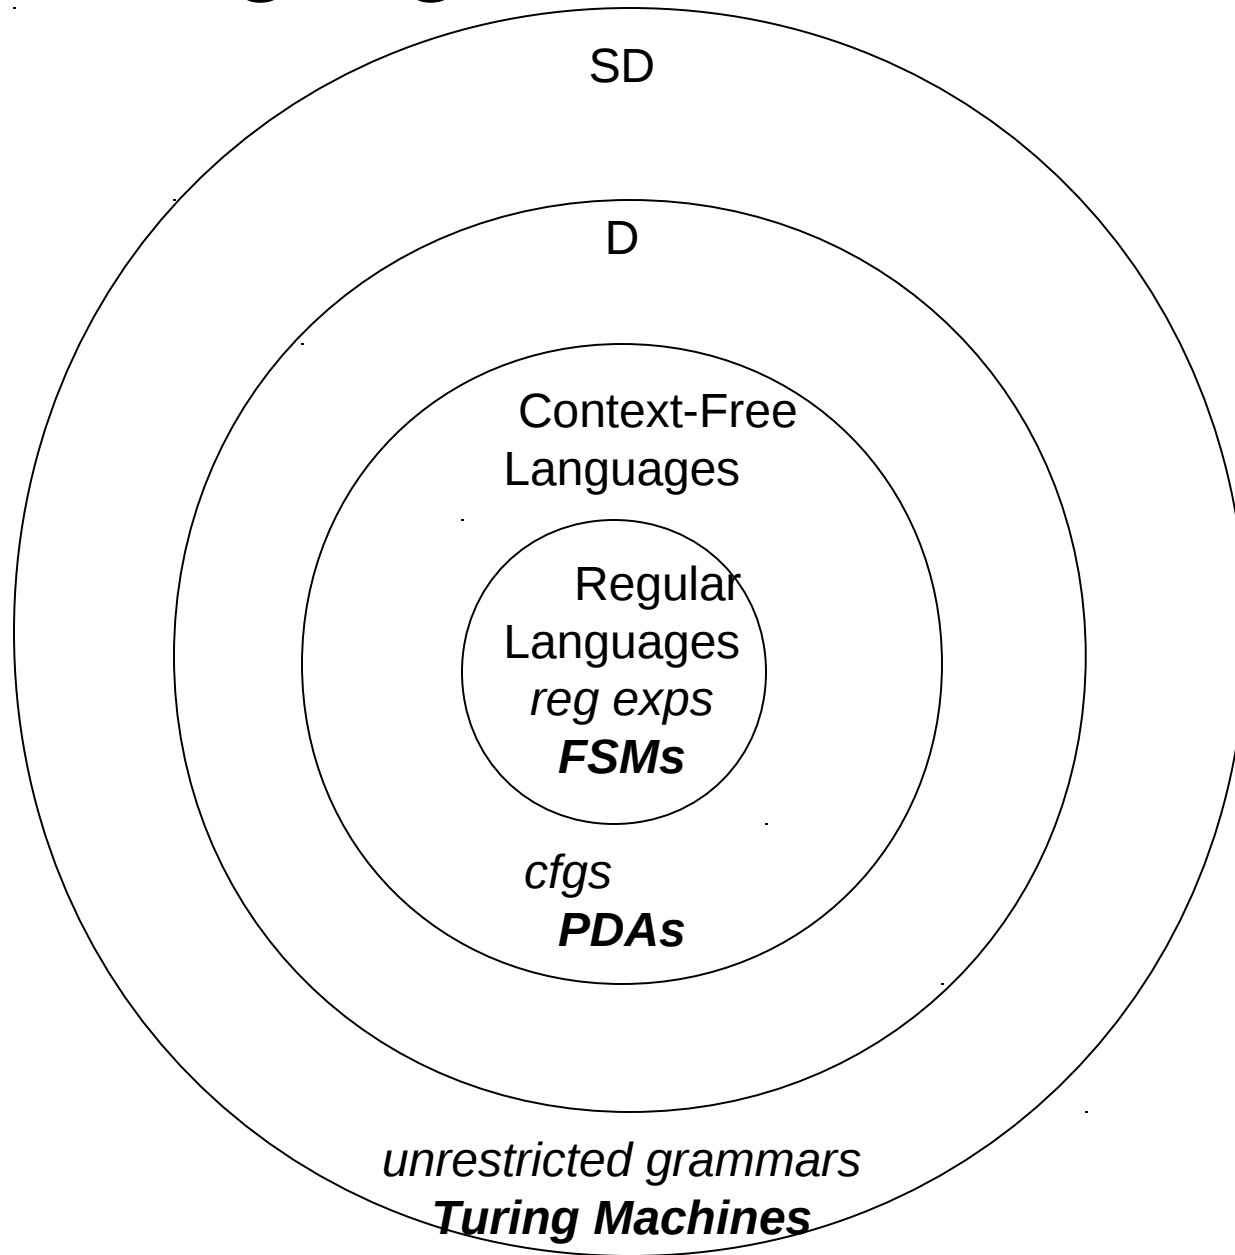 SD
D
Context-Free
Languages
Regular
Languages
reg exps
FSMs
cfgs
PDAs
unrestricted grammars
Turing Machines